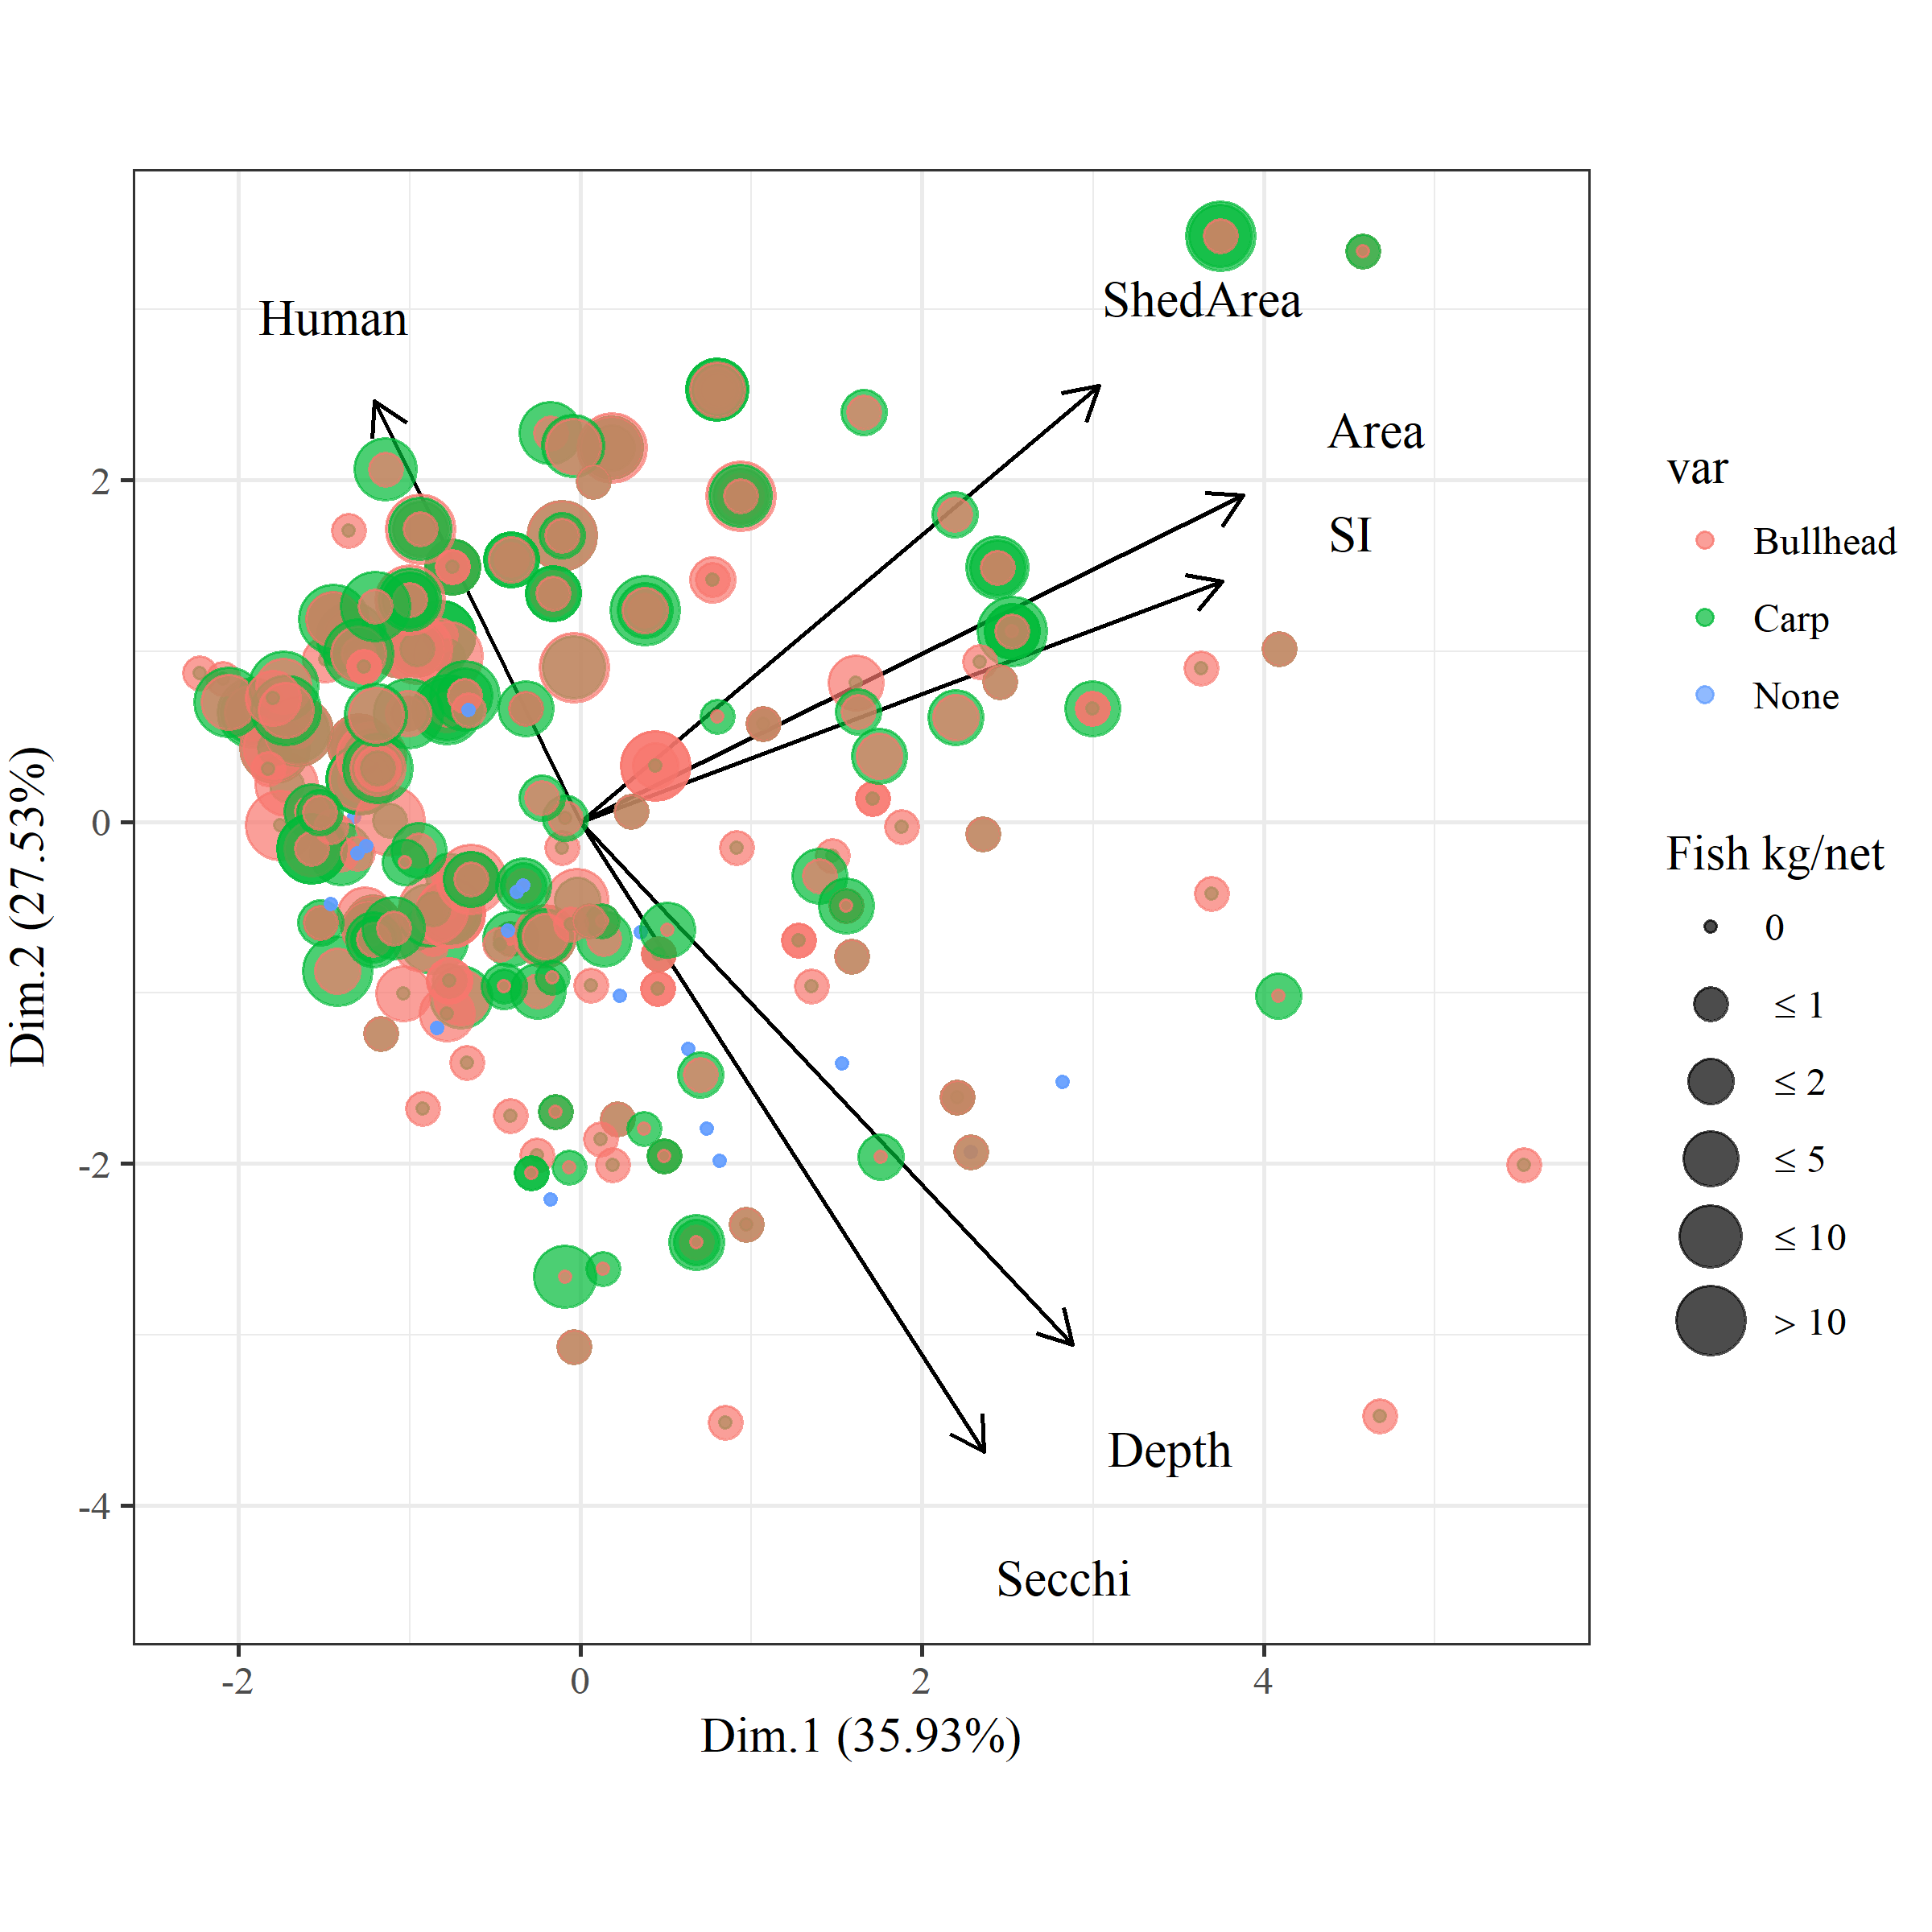 Human
ShedArea
Area
SI
Depth
Secchi
2
0
-2
-4
Dim.2 (27.53%)
-2
0
2
4
Dim.1 (35.93%)
var
Bullhead
Carp
None
Fish kg/net
0
≤ 1
≤ 2
≤ 5
≤ 10
> 10